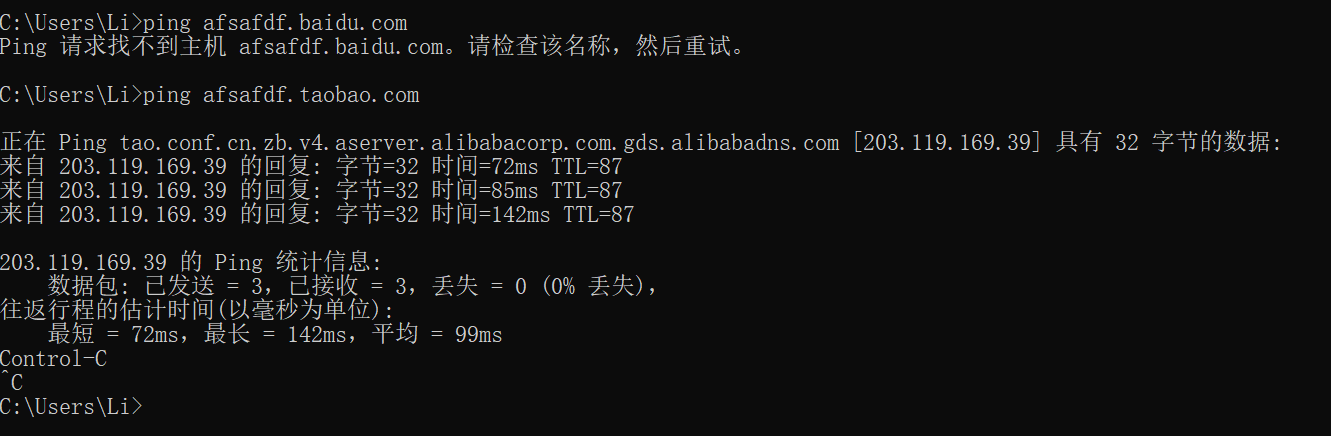 C:\Users\Li>ping afsafdf.baidu.com
Ping 请求找不到主机 afsafdf.baidu.com。请检查该名称，然后重试。
C:\Users\Li>ping afsafdf.taobao.com
正在 Ping tao.conf.cn.zb.v4.aserver.alibabacorp.com.gds.alibabadns.com [203.119.169.39] 具有 32 字节的数据:
来自 203.119.169.39 的回复: 字节=32 时间=72ms TTL=87
来自 203.119.169.39 的回复: 字节=32 时间=85ms TTL=87
来自 203.119.169.39 的回复: 字节=32 时间=142ms TTL=87
203.119.169.39 的 Ping 统计信息:
    数据包: 已发送 = 3，已接收 = 3，丢失 = 0 (0% 丢失)，
往返行程的估计时间(以毫秒为单位):
    最短 = 72ms，最长 = 142ms，平均 = 99ms
Control-C
^C
C:\Users\Li>